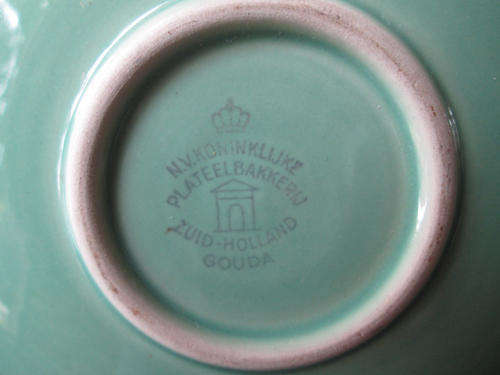 N.V. KONINKLIJKE
PLATEELBAKKERIJ
ZUID-HOLLAND
GOUDA